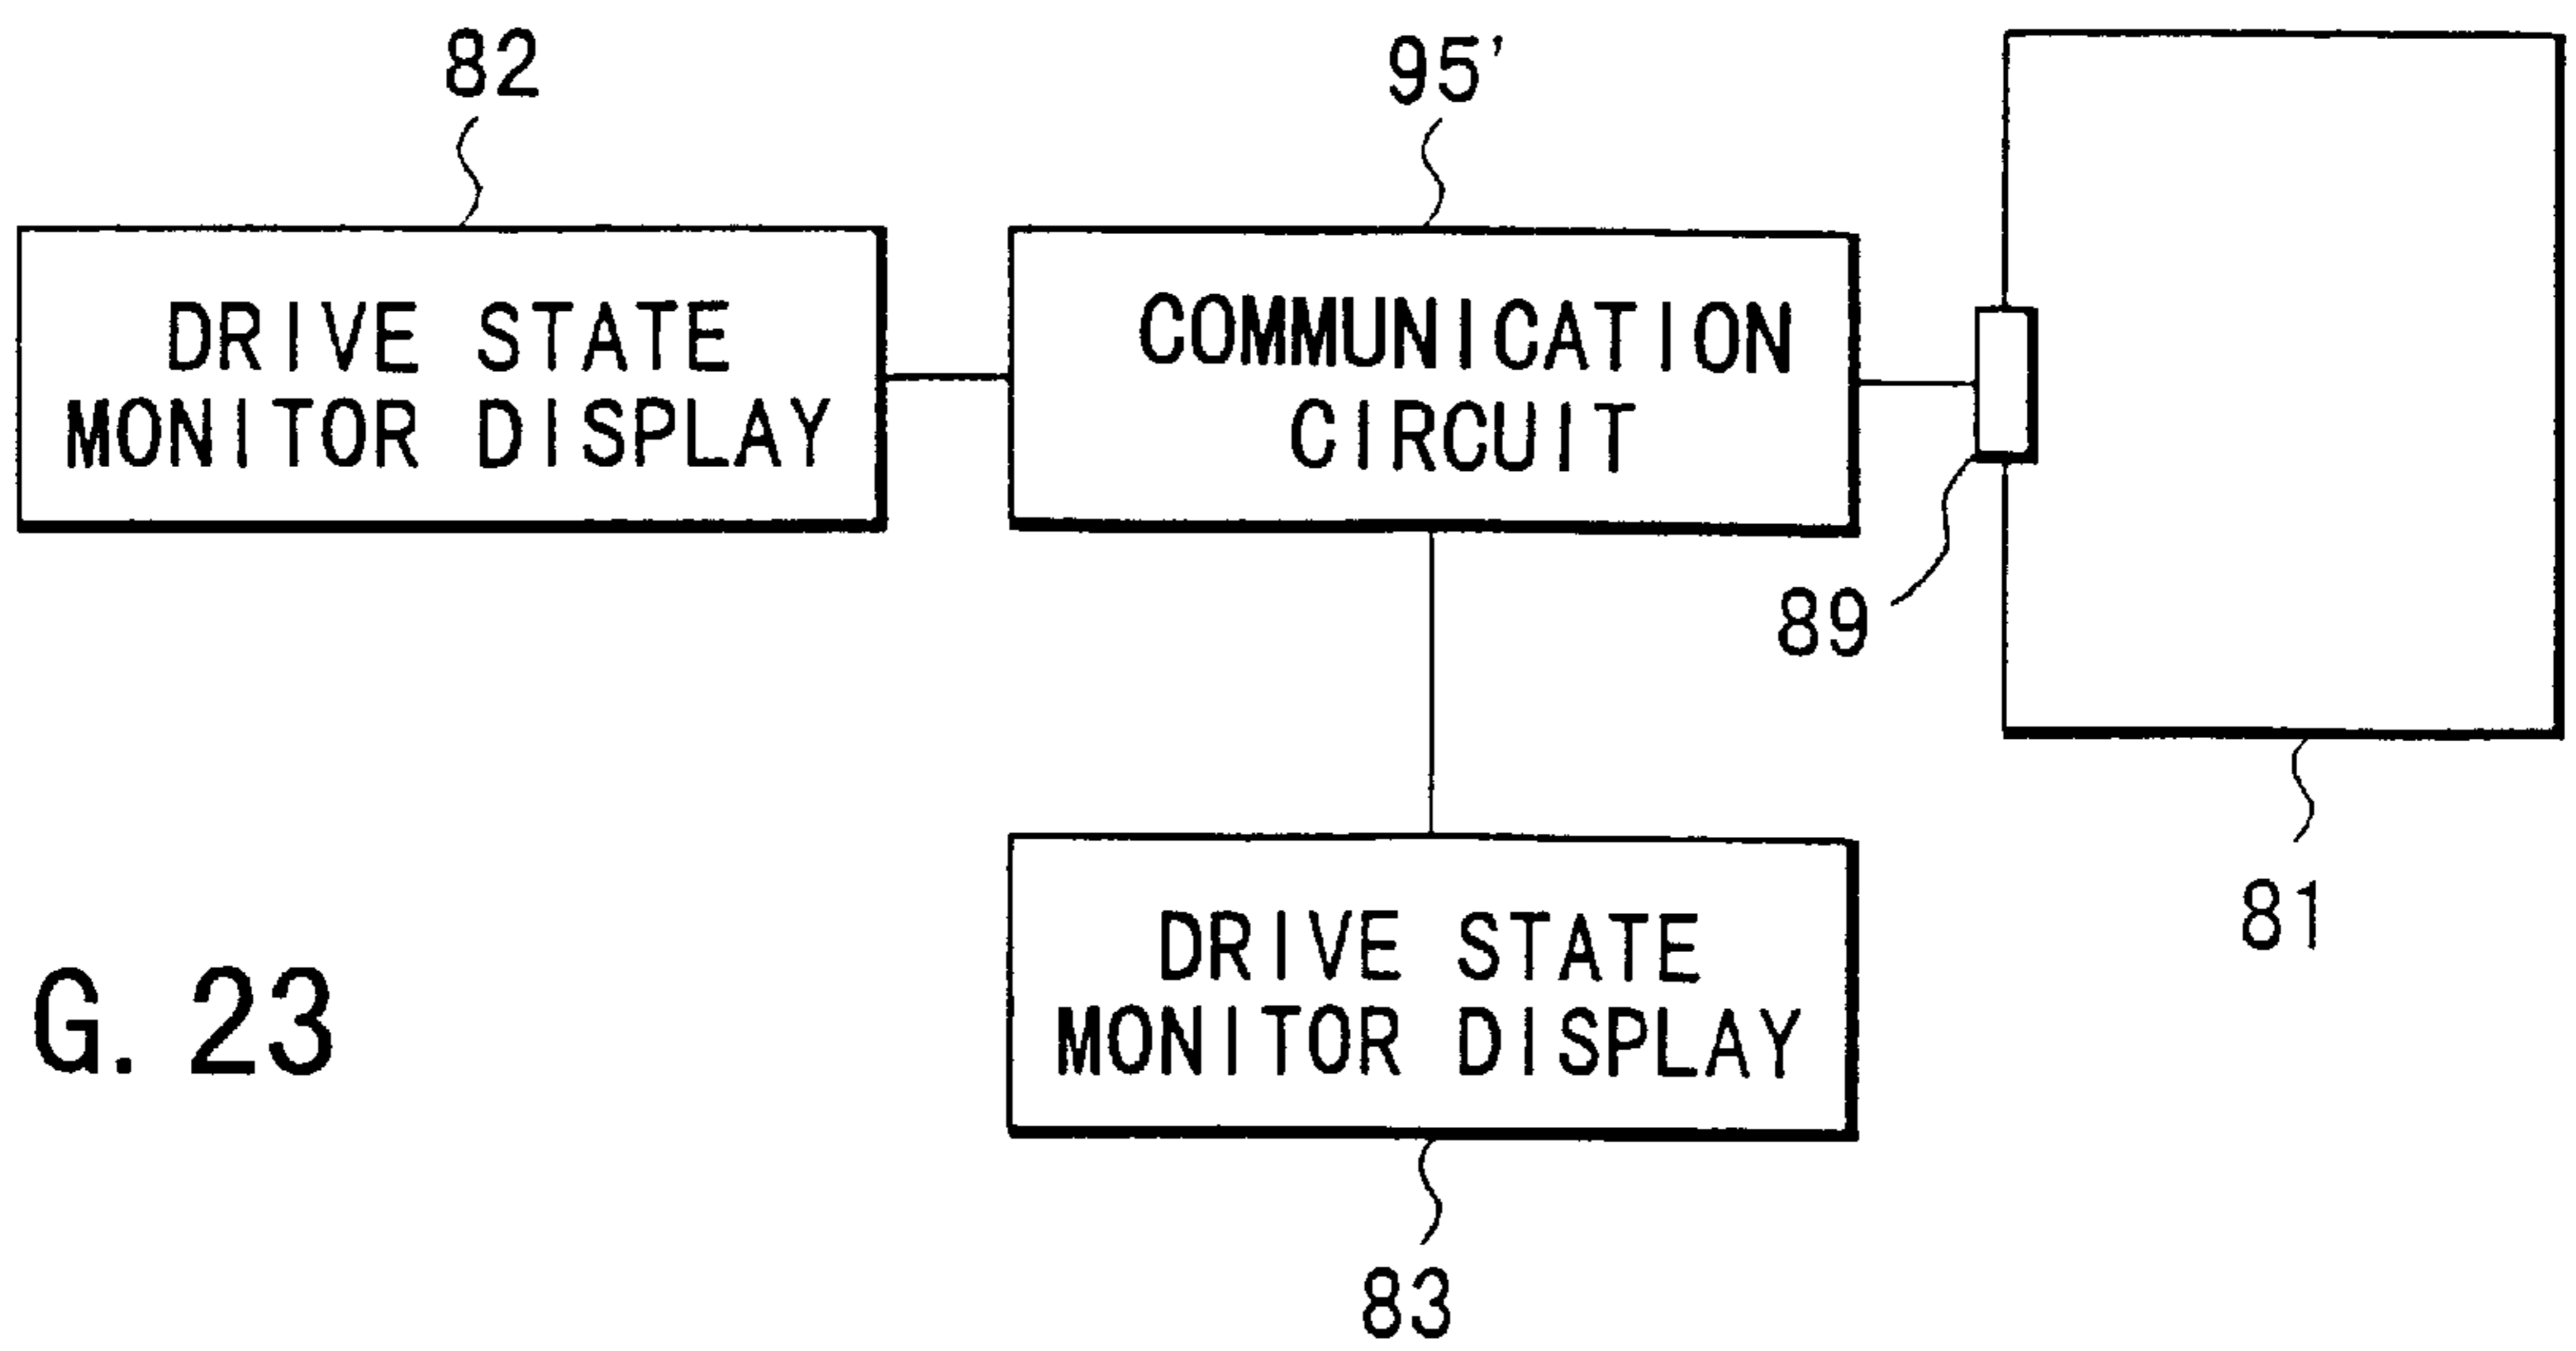 82
95'
DRIVE STATE
MONITOR DISPLAY
COMMUNICATION
CIRCUIT
89
81
DRIVE STATE
MONITOR DISPLAY
G. 23
83